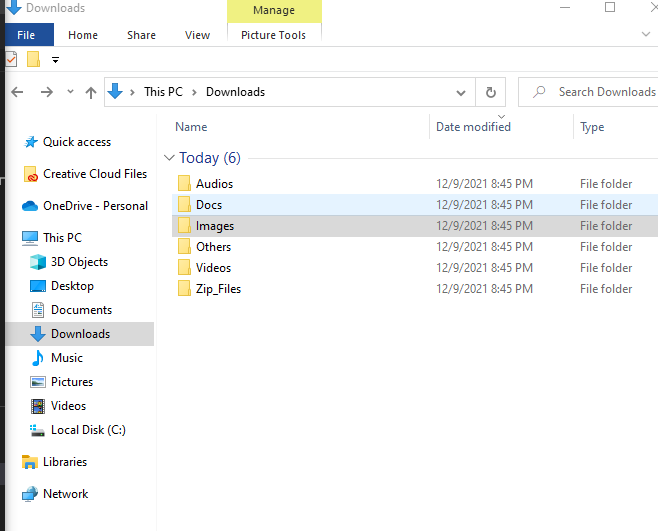 Downloads
Manage
File Home Share View Picture Tools
This PC Downloads
Search Downloads
Name Date modified Type
Quick access
Creative Cloud Files
OneDrive - Personal
This PC
3D Objects
Desktop
Documents
Downloads
Music
Pictures
Videos
Local Disk (C:)
Libraries
Network
Today (6)
Audios 12/9/2021 8:45 PM File folder
Docs 12/9/2021 8:45 PM File folder
Images 12/9/2021 8:45 PM File folder
Others 12/9/2021 8:45 PM File folder
Videos 12/9/2021 8:45 PM File folder
Zip_Files 12/9/2021 8:45 PM File folder